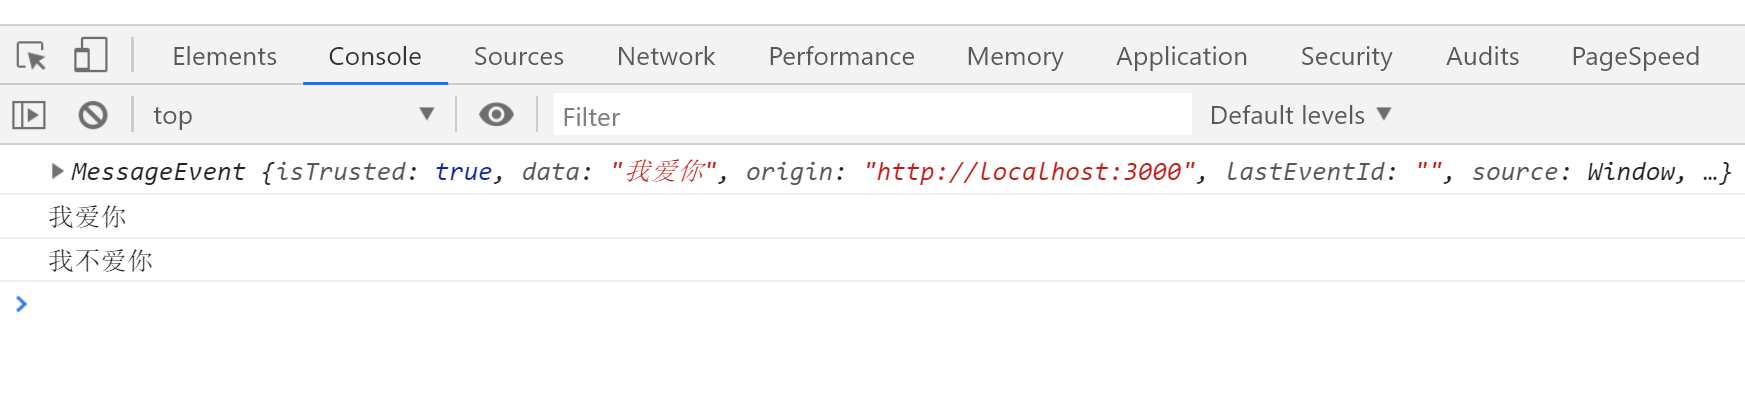 Elements Console Sources Network Performance Memory Application Security Audits PageSpeed
top Filter Default levels
MessageEvent {isTrusted: true, data: "我爱你", origin: "http://localhost:3000", lastEventId: "", source: Window, …}
我爱你
我不爱你